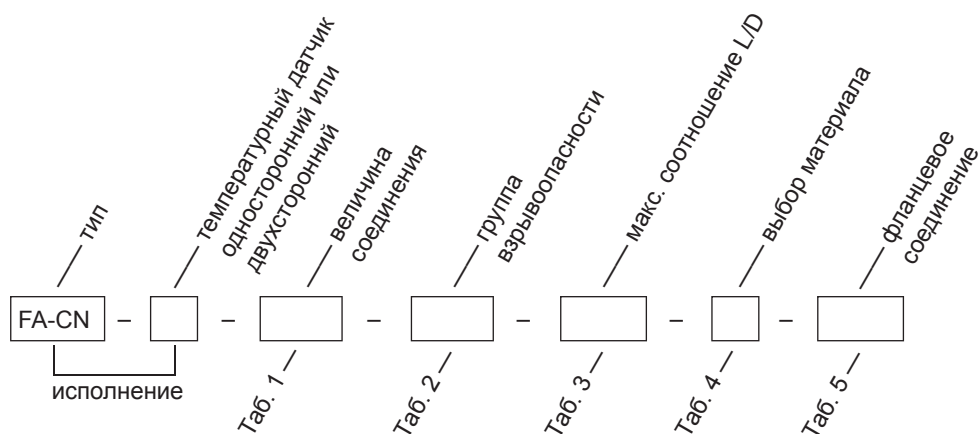 тип
температурный датчик
односторонний или
двухсторонний
величина
соединения
группа
взрывоопасности
макс. соотношение L/D
выбор материала
фланцевое
соединение
FA-CN – – – – – –
исполнение
Таб. 1
Таб. 2
Таб. 3
Таб. 4
Таб. 5